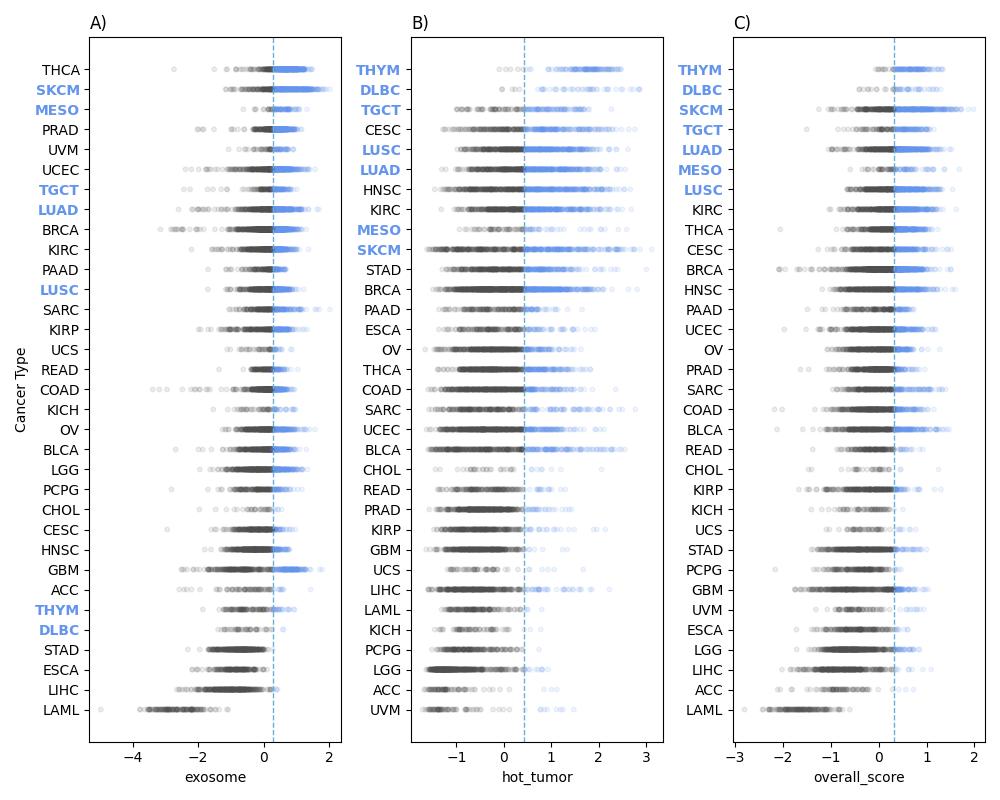 A)
THCA
SKCM
MESO
PRAD
UVM
UCEC
TGCT
LUAD
BRCA
KIRC
PAAD
LUSC
SARC
KIRP
UCS
READ
COAD
KICH
OV
BLCA
LGG
PCPG
CHOL
CESC
HNSC
GBM
ACC
THYM
DLBC
STAD
ESCA
LIHC
LAML
Cancer Type
−4 −2 0 2
exosome
B)
THYM
DLBC
TGCT
CESC
LUSC
LUAD
HNSC
KIRC
MESO
SKCM
STAD
BRCA
PAAD
ESCA
OV
THCA
COAD
SARC
UCEC
BLCA
CHOL
READ
PRAD
KIRP
GBM
UCS
LIHC
LAML
KICH
PCPG
LGG
ACC
UVM
−1 0 1 2 3
hot_tumor
C)
THYM
DLBC
SKCM
TGCT
LUAD
MESO
LUSC
KIRC
THCA
CESC
BRCA
HNSC
PAAD
UCEC
OV
PRAD
SARC
COAD
BLCA
READ
CHOL
KIRP
KICH
UCS
STAD
PCPG
GBM
UVM
ESCA
LGG
LIHC
ACC
LAML
−3 −2 −1 0 1 2
overall_score